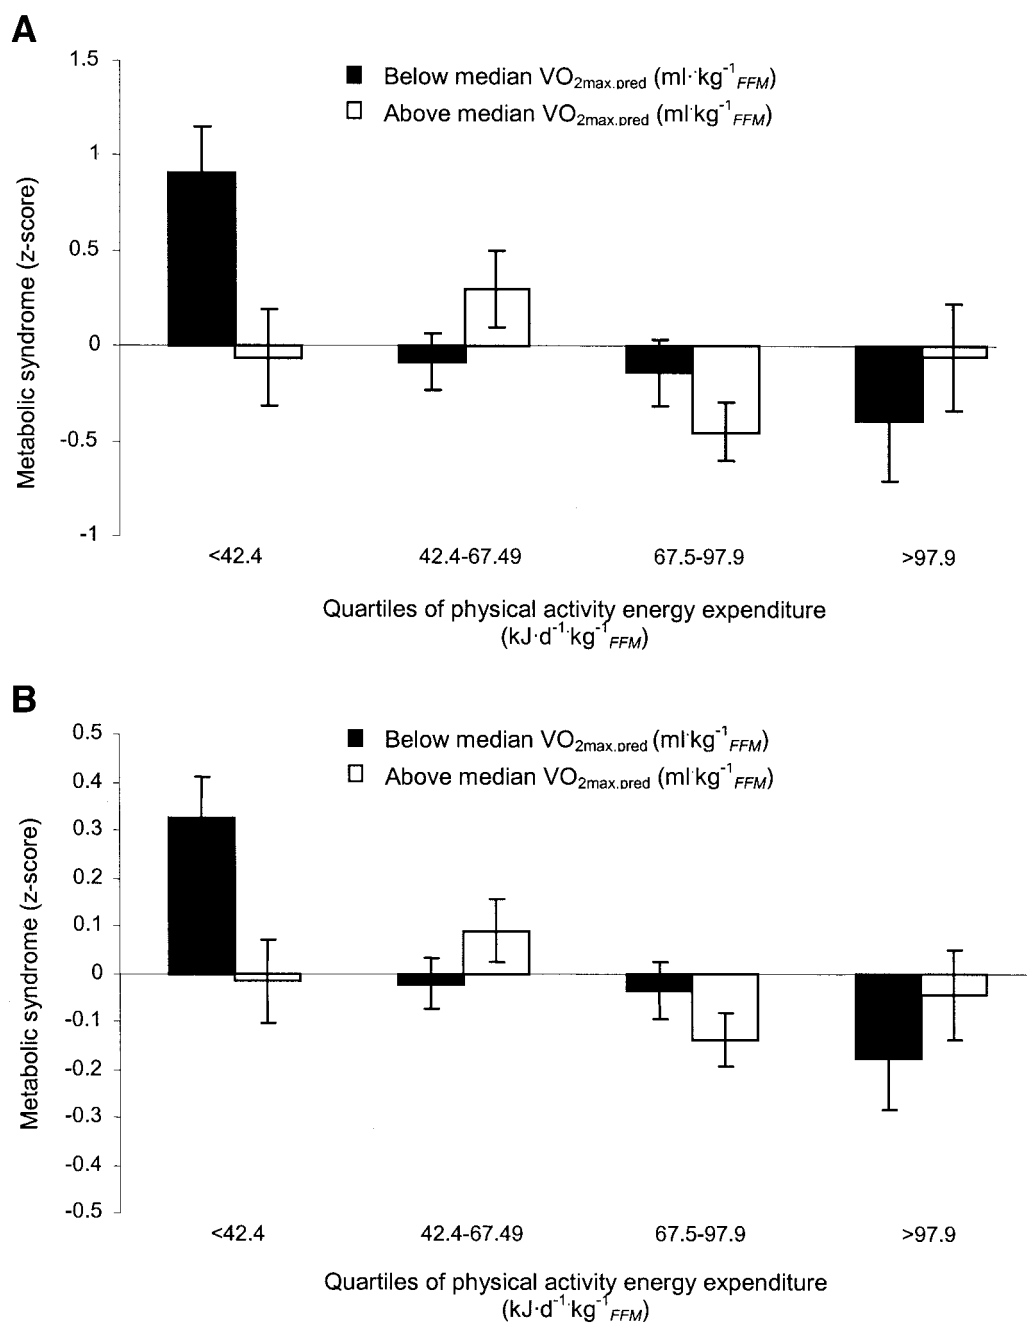 A
1.5
■ Below median VO2max.pred (ml·kg-1FFM)
□ Above median VO2max.pred (ml·kg-1FFM)
1
0.5
0
-0.5
-1
Metabolic syndrome (z-score)
<42.4 42.4-67.49 67.5-97.9 >97.9
Quartiles of physical activity energy expenditure
(kJ·d-1·kg-1FFM)
B
0.5
■ Below median VO2max.pred (ml·kg-1FFM)
□ Above median VO2max.pred (ml·kg-1FFM)
0.4
0.3
0.2
0.1
0
-0.1
-0.2
-0.3
-0.4
-0.5
Metabolic syndrome (z-score)
<42.4 42.4-67.49 67.5-97.9 >97.9
Quartiles of physical activity energy expenditure
(kJ·d-1·kg-1FFM)